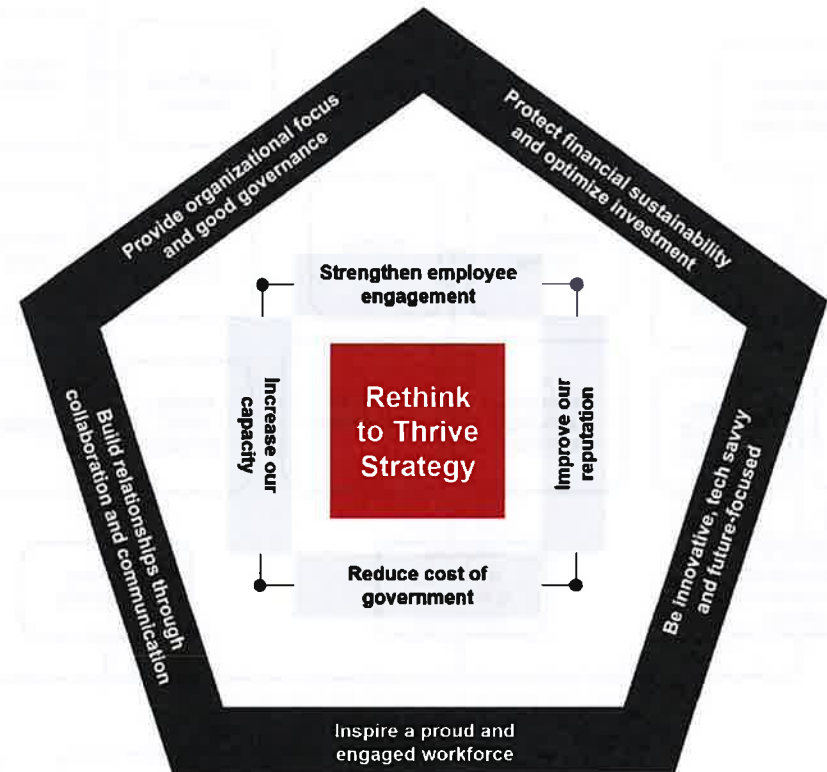 Provide organizational focus
and good governance
Protect financial sustainability
and optimize investment
Strengthen employee
engagement
Increase our
capacity
Rethink
to Thrive
Strategy
Improve our
reputation
Reduce cost of
government
Build relationships through
collaboration and communication
Be innovative, tech savvy
and future-focused
Inspire a proud and
engaged workforce